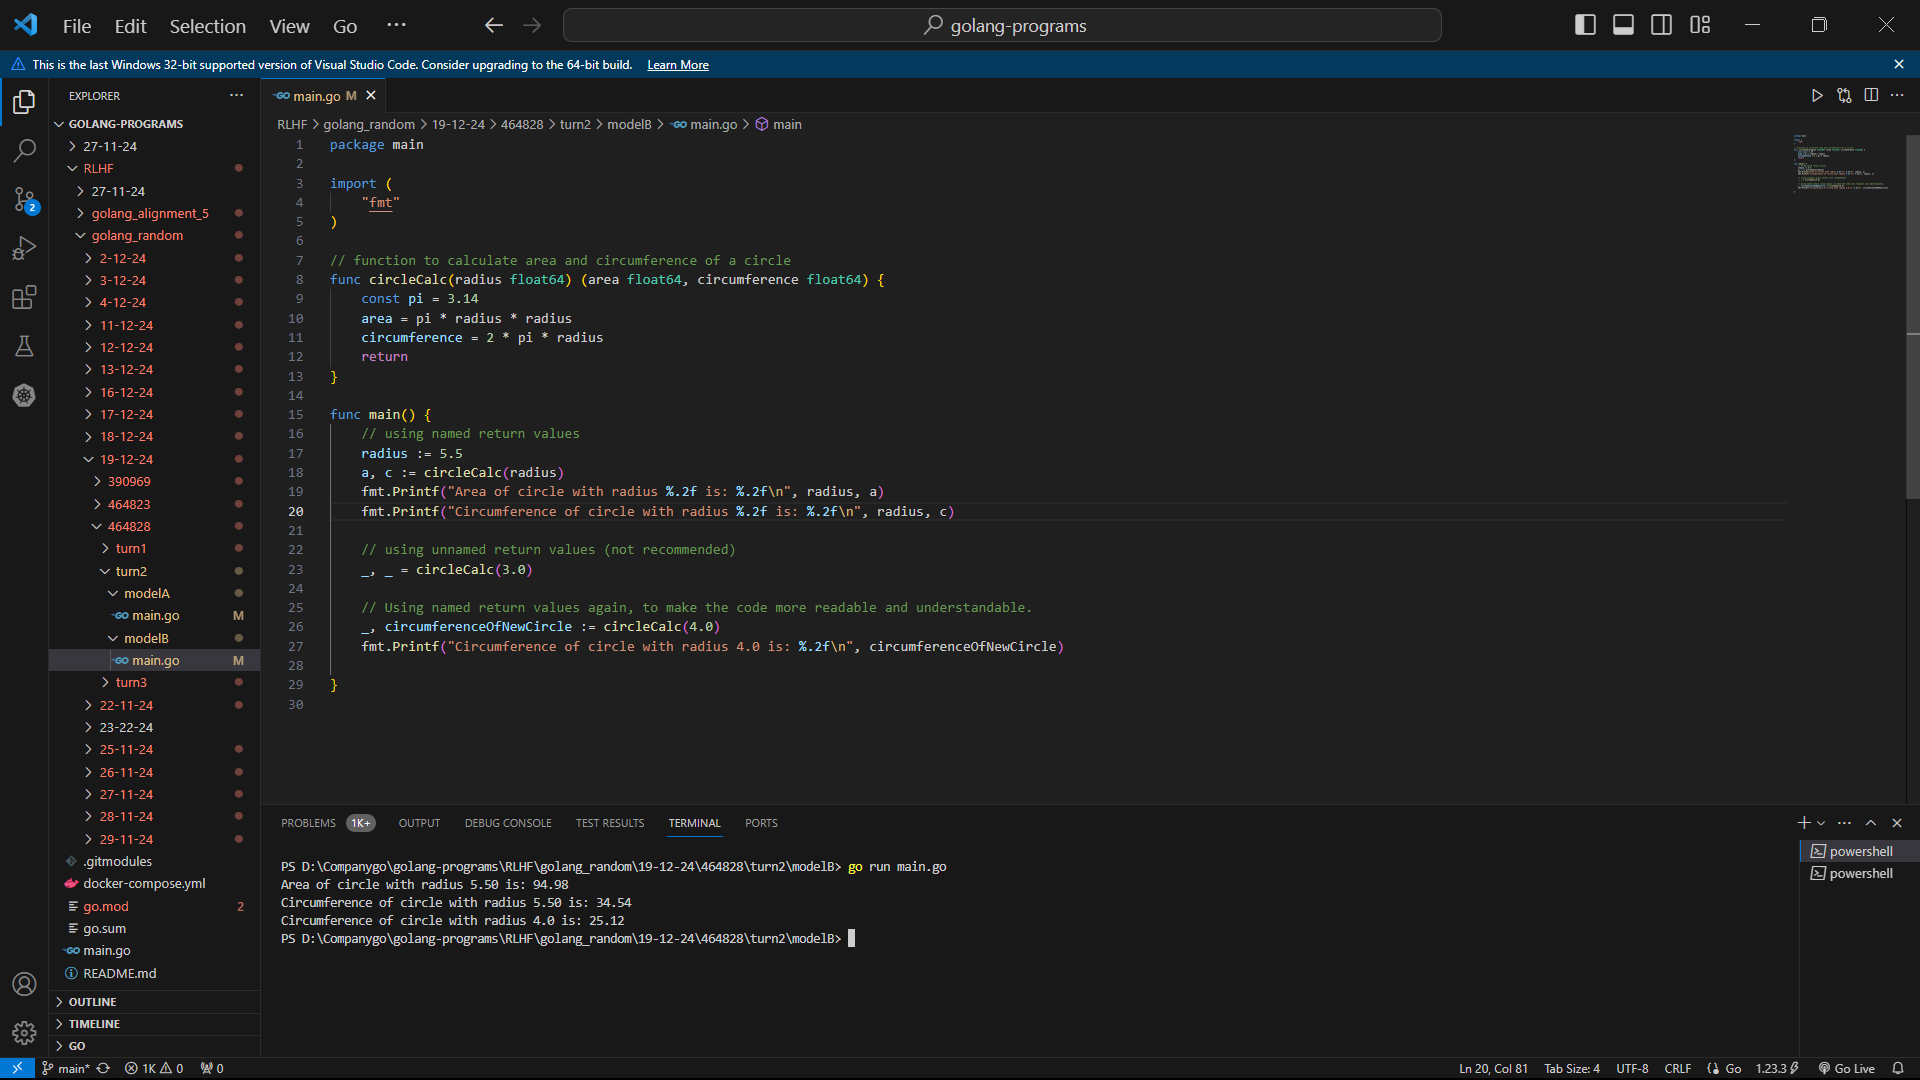 File Edit Selection View Go ··· golang-programs
This is the last Windows 32-bit supported version of Visual Studio Code. Consider upgrading to the 64-bit build. Learn More
EXPLORER
GOLANG-PROGRAMS
27-11-24
RLHF
27-11-24
golang_alignment_5
golang_random
2-12-24
3-12-24
4-12-24
11-12-24
12-12-24
13-12-24
16-12-24
17-12-24
18-12-24
19-12-24
390969
464823
464828
turn1
turn2
modelA
main.go M
modelB
main.go M
turn3
22-11-24
23-22-24
25-11-24
26-11-24
27-11-24
28-11-24
29-11-24
.gitmodules
docker-compose.yml
go.mod 2
go.sum
main.go
README.md
OUTLINE
TIMELINE
GO
2
main.go M
RLHF > golang_random > 19-12-24 > 464828 > turn2 > modelB > main.go > main
1 package main
2
3 import (
4 "fmt"
5 )
6
7 // function to calculate area and circumference of a circle
8 func circleCalc(radius float64) (area float64, circumference float64) {
9 const pi = 3.14
10 area = pi * radius * radius
11 circumference = 2 * pi * radius
12 return
13 }
14
15 func main() {
16 // using named return values
17 radius := 5.5
18 a, c := circleCalc(radius)
19 fmt.Printf("Area of circle with radius %.2f is: %.2f\n", radius, a)
20 fmt.Printf("Circumference of circle with radius %.2f is: %.2f\n", radius, c)
21
22 // using unnamed return values (not recommended)
23 _, _ = circleCalc(3.0)
24
25 // Using named return values again, to make the code more readable and understandable.
26 _, circumferenceOfNewCircle := circleCalc(4.0)
27 fmt.Printf("Circumference of circle with radius 4.0 is: %.2f\n", circumferenceOfNewCircle)
28
29 }
30
PROBLEMS 1K+ OUTPUT DEBUG CONSOLE TEST RESULTS TERMINAL PORTS
PS D:\Companygo\golang-programs\RLHF\golang_random\19-12-24\464828\turn2\modelB> go run main.go
Area of circle with radius 5.50 is: 94.98
Circumference of circle with radius 5.50 is: 34.54
Circumference of circle with radius 4.0 is: 25.12
PS D:\Companygo\golang-programs\RLHF\golang_random\19-12-24\464828\turn2\modelB>
powershell
powershell
main* 1K 0 0 Ln 20, Col 81 Tab Size: 4 UTF-8 CRLF Go 1.23.3 Go Live